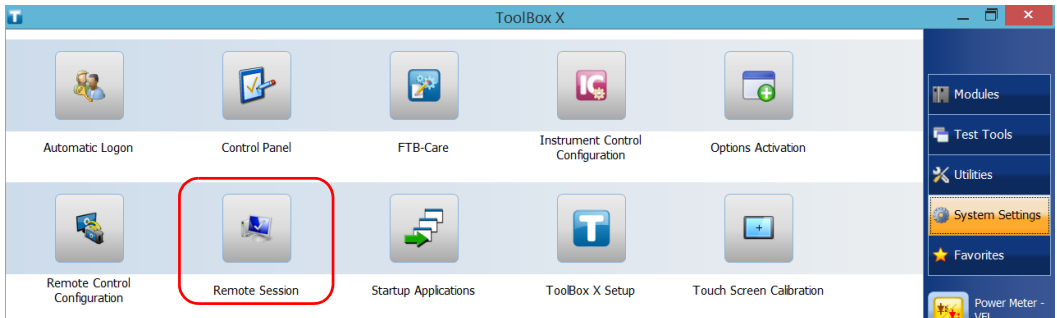 ToolBox X
Automatic Logon
Control Panel
FTB-Care
Instrument Control
Configuration
Options Activation
Remote Control
Configuration
Remote Session
Startup Applications
ToolBox X Setup
Touch Screen Calibration
Modules
Test Tools
Utilities
System Settings
Favorites
Power Meter -
VFL